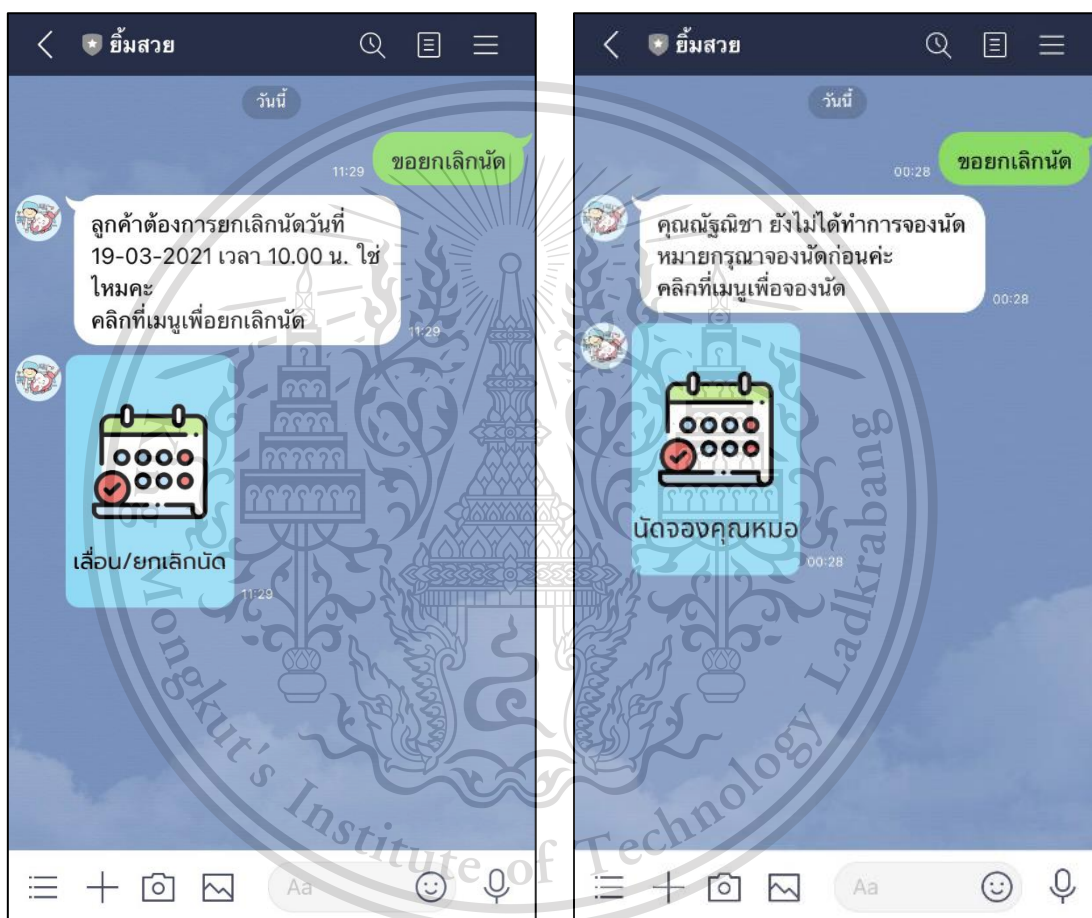 ยิ้มสวย
วันนี้
ขอยกเลิกนัด
11:29
ลูกค้าต้องการยกเลิกนัดวันที่
19-03-2021 เวลา 10.00 น. ใช่
ไหมคะ
คลิกที่เมนูเพื่อยกเลิกนัด
11:29
เลื่อน/ยกเลิกนัด
11:29
Aa
ยิ้มสวย
วันนี้
ขอยกเลิกนัด
00:28
คุณณัฐณิชา ยังไม่ได้ทำการจองนัด
หมายกรุณาจองนัดก่อนค่ะ
คลิกที่เมนูเพื่อจองนัด
00:28
นัดจองคุณหมอ
00:28
Aa
King Mongkut's Institute of Technology Ladkrabang